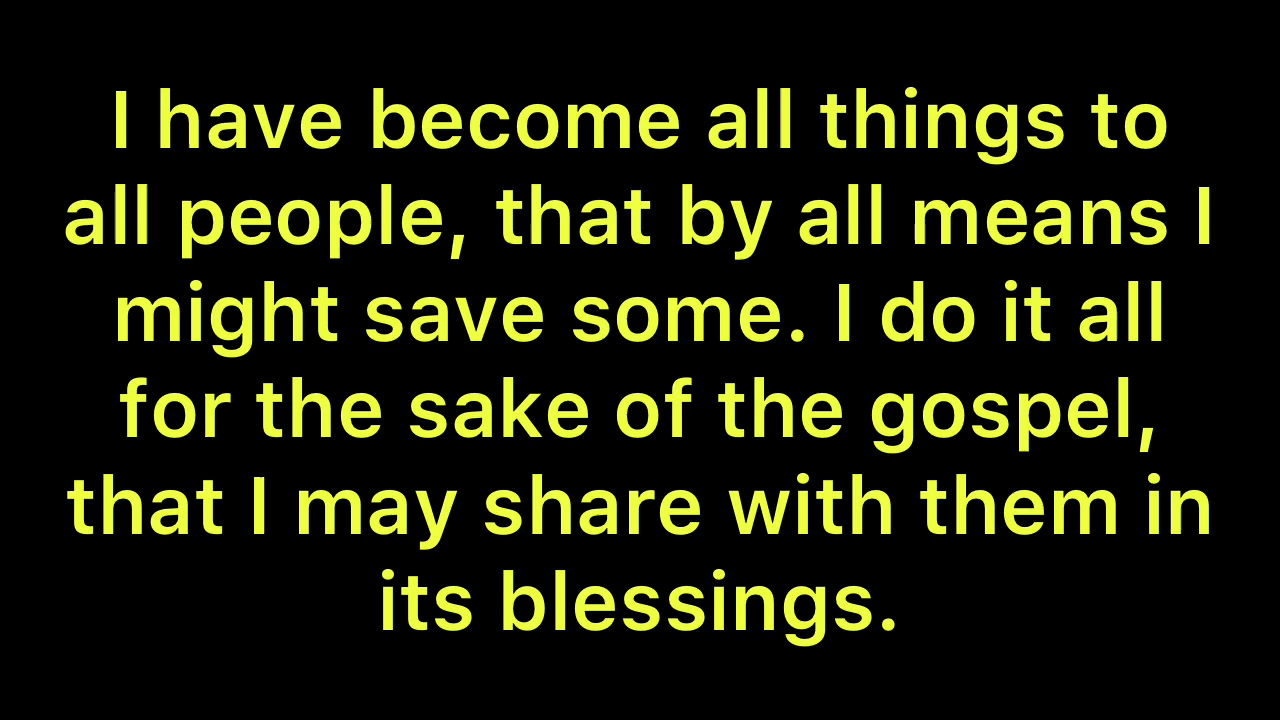 I have become all things to
all people, that by all means I
might save some. I do it all
for the sake of the gospel,
that I may share with them in
its blessings.